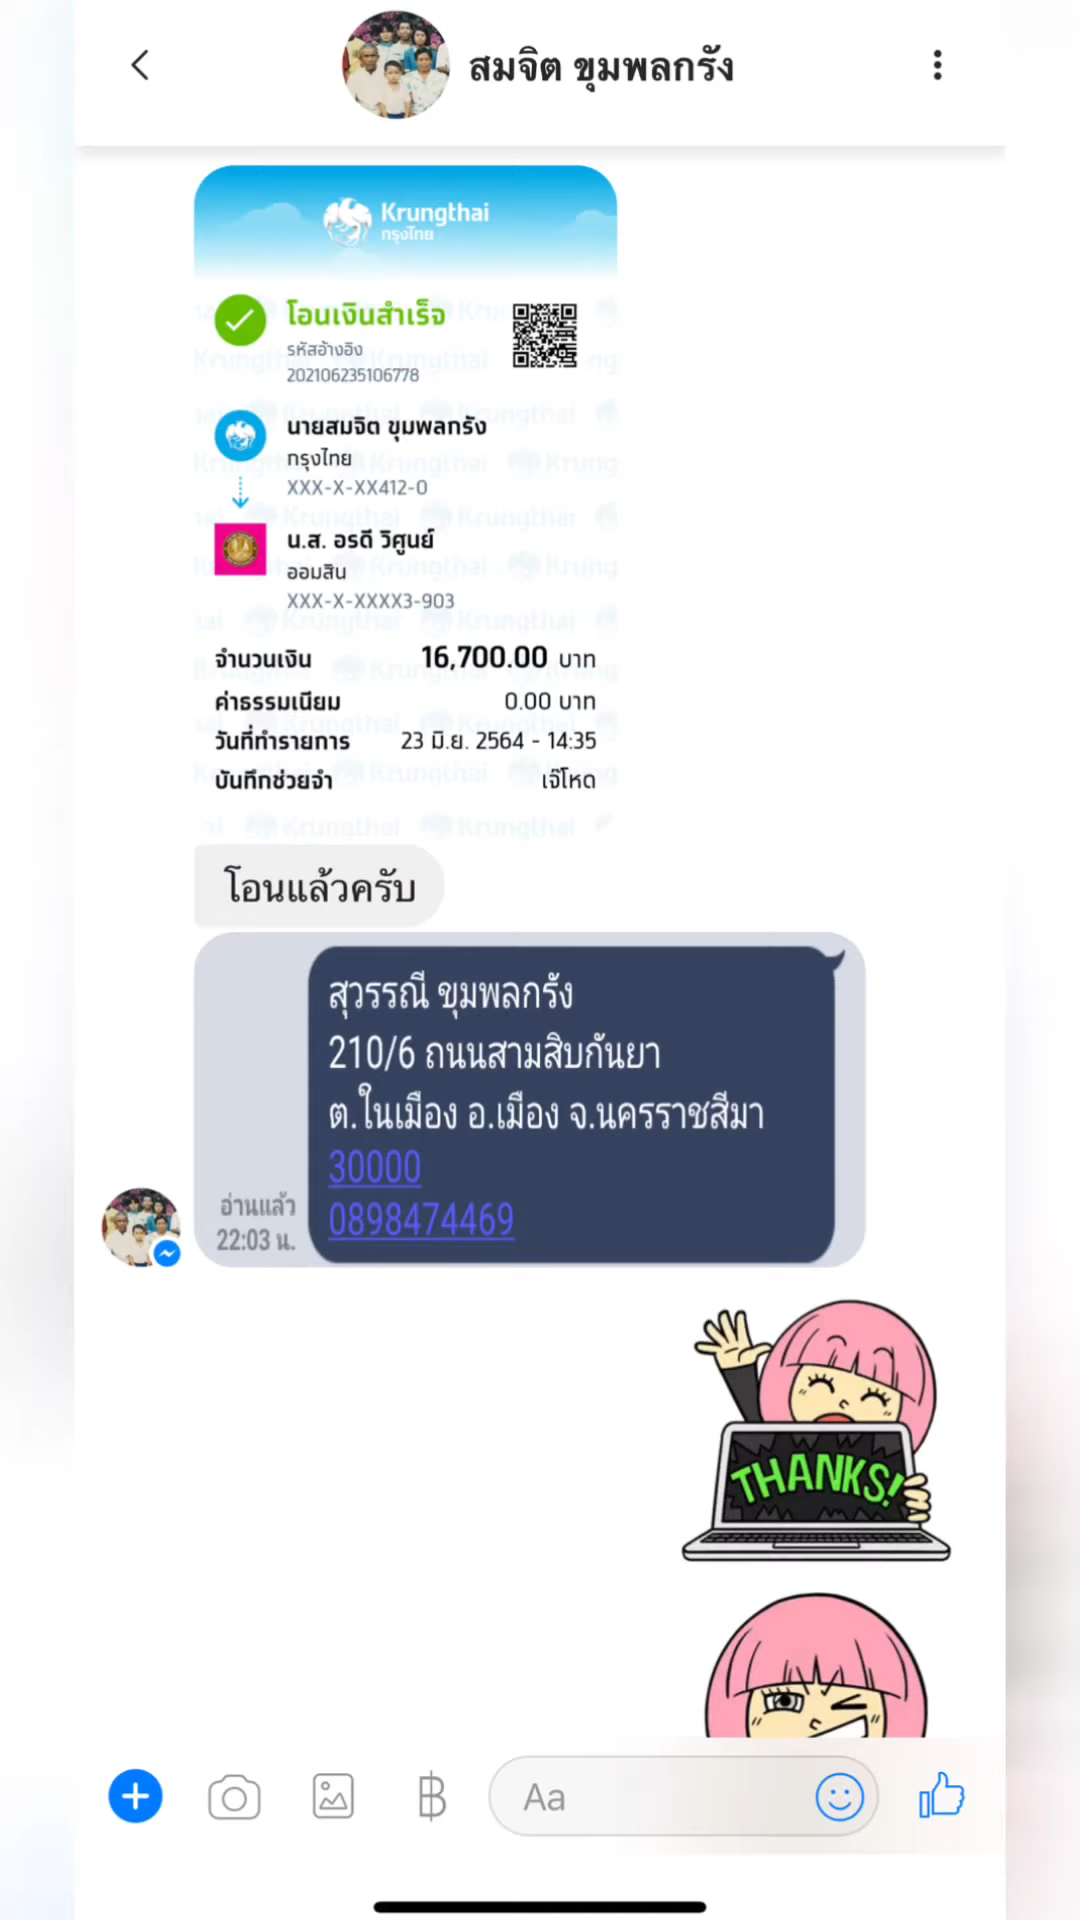 สมจิต ขุมพลกรัง
Krungthai
กรุงไทย
โอนเงินสำเร็จ
รหัสอ้างอิง
202106235106778
นายสมจิต ขุมพลกรัง
กรุงไทย
XXX-X-XX412-0
น.ส. อรดี วิศูนย์
ออมสิน
XXX-X-XXXX3-903
จำนวนเงิน 16,700.00 บาท
ค่าธรรมเนียม 0.00 บาท
วันที่ทำรายการ 23 มิ.ย. 2564 - 14:35
บันทึกช่วยจำ เจ๊โหด
โอนแล้วครับ
สุวรรณี ขุมพลกรัง
210/6 ถนนสามสิบกันยา
ต.ในเมือง อ.เมือง จ.นครราชสีมา
30000
0898474469
อ่านแล้ว
22:03 น.
THANKS!
Aa